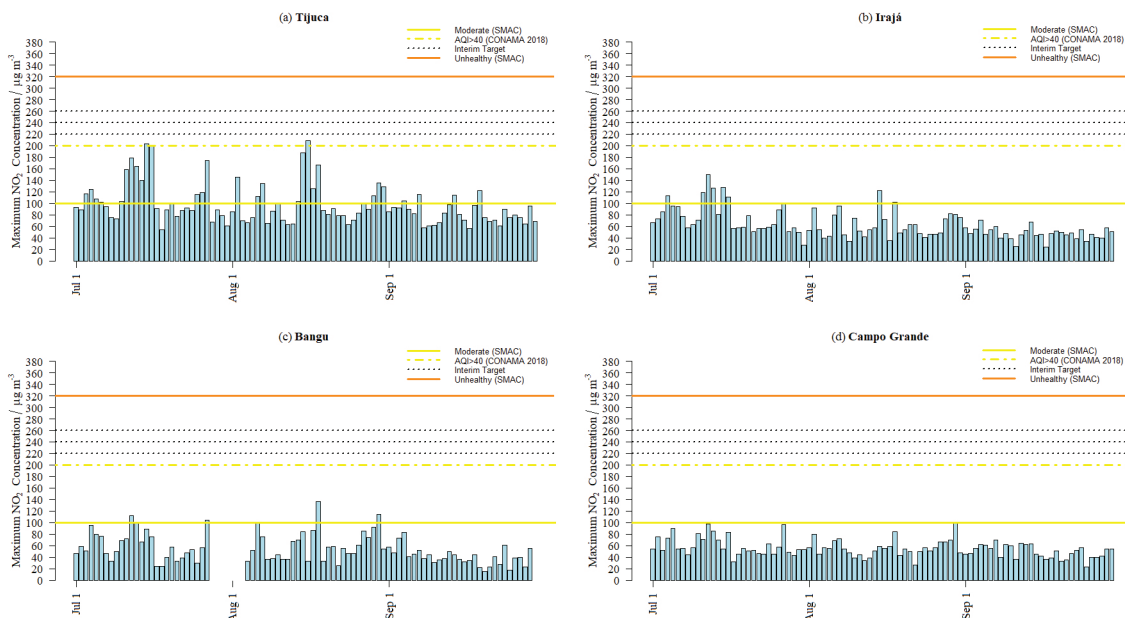 (a) Tijuca
Moderate (SMAC)
AQI>40 (CONAMA 2018)
Interim Target
Unhealthy (SMAC)
Maximum NO₂ Concentration / µg m⁻³
380
360
340
320
300
280
260
240
220
200
180
160
140
120
100
80
60
40
20
0
Jul 1
Aug 1
Sep 1
(b) Irajá
Moderate (SMAC)
AQI>40 (CONAMA 2018)
Interim Target
Unhealthy (SMAC)
Maximum NO₂ Concentration / µg m⁻³
380
360
340
320
300
280
260
240
220
200
180
160
140
120
100
80
60
40
20
0
Jul 1
Aug 1
Sep 1
(c) Bangu
Moderate (SMAC)
AQI>40 (CONAMA 2018)
Interim Target
Unhealthy (SMAC)
Maximum NO₂ Concentration / µg m⁻³
380
360
340
320
300
280
260
240
220
200
180
160
140
120
100
80
60
40
20
0
Jul 1
Aug 1
Sep 1
(d) Campo Grande
Moderate (SMAC)
AQI>40 (CONAMA 2018)
Interim Target
Unhealthy (SMAC)
Maximum NO₂ Concentration / µg m⁻³
380
360
340
320
300
280
260
240
220
200
180
160
140
120
100
80
60
40
20
0
Jul 1
Aug 1
Sep 1